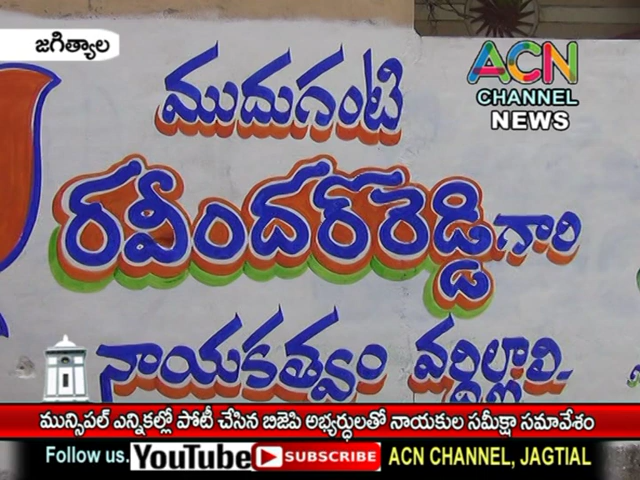 జగిత్యాల
ACN
CHANNEL
NEWS
ముదుగంటి
రవీందర్ రెడ్డి గారి
నాయకత్వం వర్ధిల్లాలి.
మున్సిపల్ ఎన్నికల్లో పోటీ చేసిన బిజెపి అభ్యర్ధులతో నాయకుల సమీక్షా సమావేశం
Follow us. YouTube SUBSCRIBE ACN CHANNEL, JAGTIAL